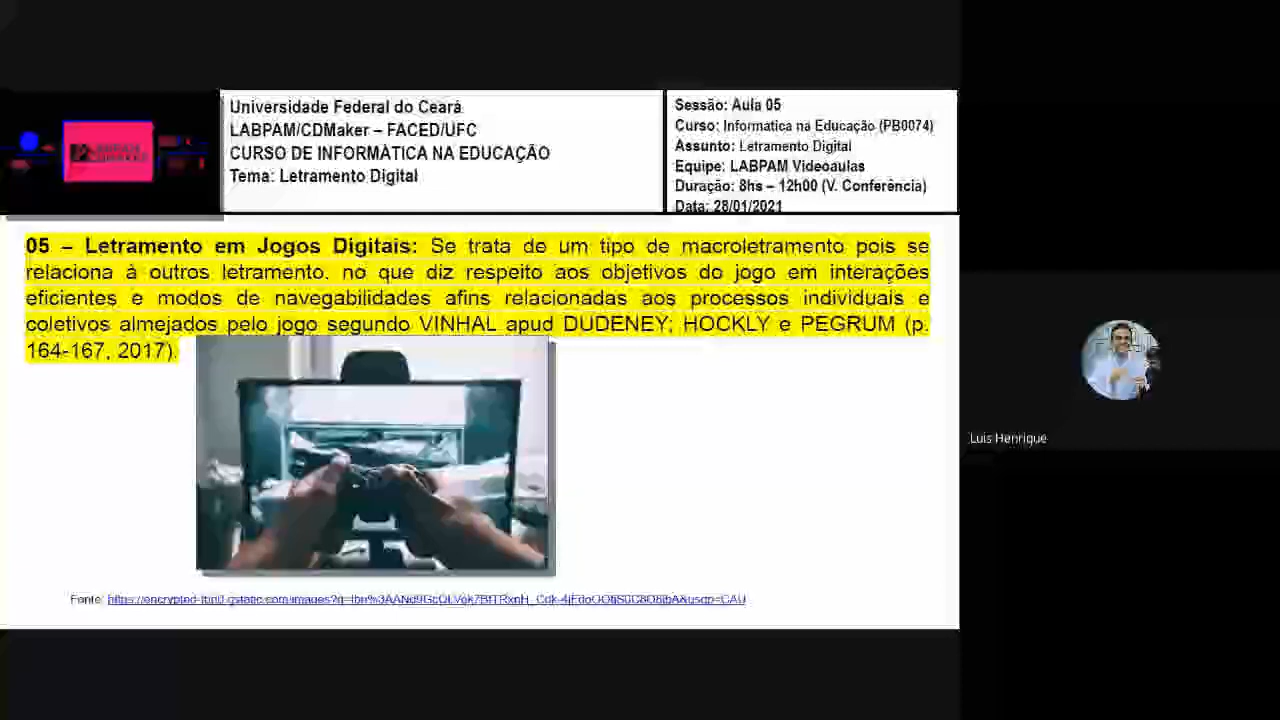 Universidade Federal do Ceará
LABPAM/CDMaker – FACED/UFC
CURSO DE INFORMÁTICA NA EDUCAÇÃO
Tema: Letramento Digital
Sessão: Aula 05
Curso: Informatica na Educação (PB0074)
Assunto: Letramento Digital
Equipe: LABPAM Videoaulas
Duração: 8hs – 12h00 (V. Conferência)
Data: 28/01/2021
05 – Letramento em Jogos Digitais: Se trata de um tipo de macroletramento pois se
relaciona à outros letramento. no que diz respeito aos objetivos do jogo em interações
eficientes e modos de navegabilidades afins relacionadas aos processos individuais e
coletivos almejados pelo jogo segundo VINHAL apud DUDENEY; HOCKLY e PEGRUM (p.
164-167, 2017).
Fonte:
Luis Henrique